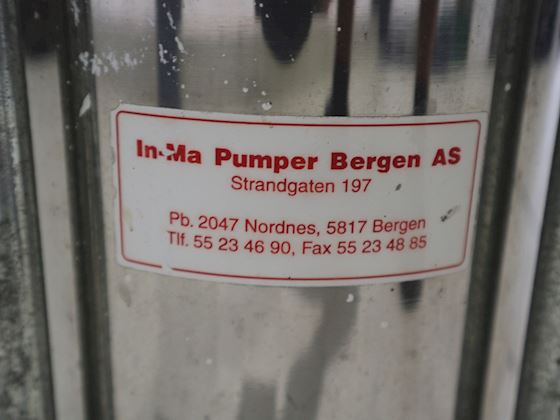 In-Ma Pumper Bergen AS
Strandgaten 197
Pb. 2047 Nordnes, 5817 Bergen
Tlf. 55 23 46 90, Fax 55 23 48 85